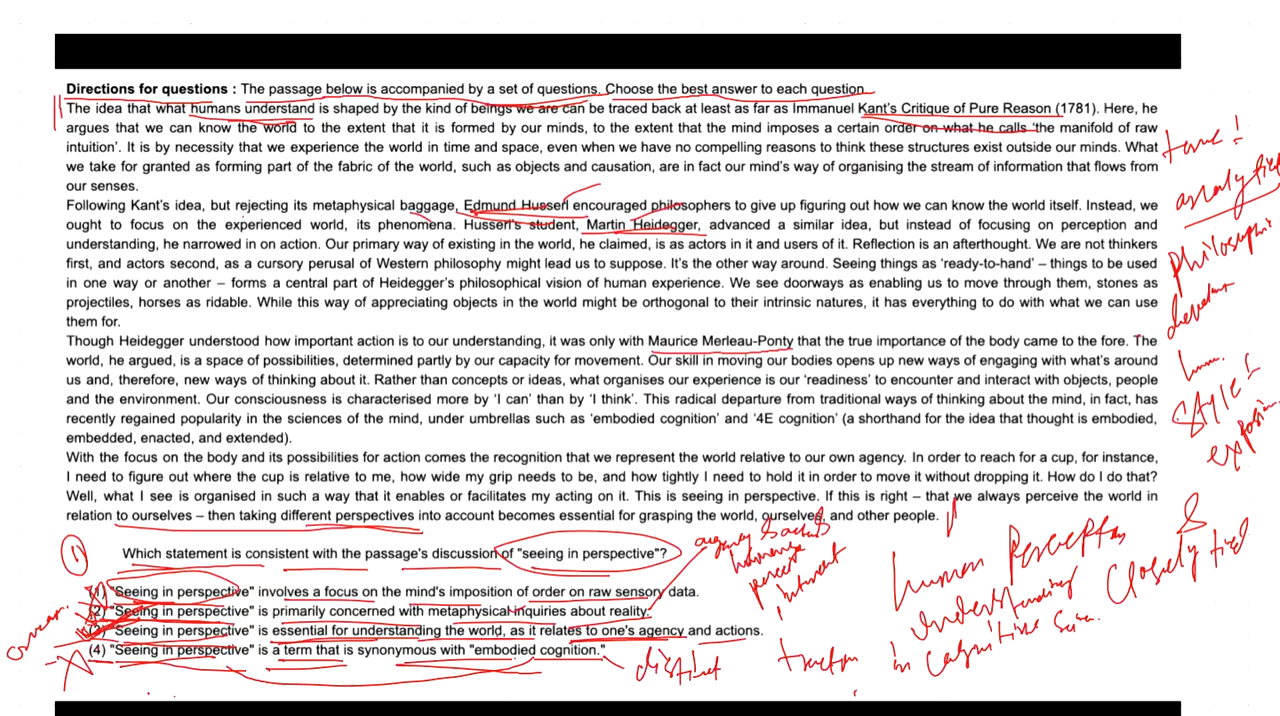 Directions for questions : The passage below is accompanied by a set of questions. Choose the best answer to each question.
The idea that what humans understand is shaped by the kind of beings we are can be traced back at least as far as Immanuel Kant's Critique of Pure Reason (1781). Here, he
argues that we can know the world to the extent that it is formed by our minds, to the extent that the mind imposes a certain order on what he calls 'the manifold of raw
intuition'. It is by necessity that we experience the world in time and space, even when we have no compelling reasons to think these structures exist outside our minds. What
we take for granted as forming part of the fabric of the world, such as objects and causation, are in fact our mind's way of organising the stream of information that flows from
our senses.
Following Kant's idea, but rejecting its metaphysical baggage, Edmund Husserl encouraged philosophers to give up figuring out how we can know the world itself. Instead, we
ought to focus on the experienced world, its phenomena. Husserl's student, Martin Heidegger, advanced a similar idea, but instead of focusing on perception and
understanding, he narrowed in on action. Our primary way of existing in the world, he claimed, is as actors in it and users of it. Reflection is an afterthought. We are not thinkers
first, and actors second, as a cursory perusal of Western philosophy might lead us to suppose. It's the other way around. Seeing things as 'ready-to-hand' – things to be used
in one way or another – forms a central part of Heidegger's philosophical vision of human experience. We see doorways as enabling us to move through them, stones as
projectiles, horses as ridable. While this way of appreciating objects in the world might be orthogonal to their intrinsic natures, it has everything to do with what we can use
them for.
Though Heidegger understood how important action is to our understanding, it was only with Maurice Merleau-Ponty that the true importance of the body came to the fore. The
world, he argued, is a space of possibilities, determined partly by our capacity for movement. Our skill in moving our bodies opens up new ways of engaging with what's around
us and, therefore, new ways of thinking about it. Rather than concepts or ideas, what organises our experience is our 'readiness' to encounter and interact with objects, people
and the environment. Our consciousness is characterised more by 'I can' than by 'I think'. This radical departure from traditional ways of thinking about the mind, in fact, has
recently regained popularity in the sciences of the mind, under umbrellas such as 'embodied cognition' and '4E cognition' (a shorthand for the idea that thought is embodied,
embedded, enacted, and extended).
With the focus on the body and its possibilities for action comes the recognition that we represent the world relative to our own agency. In order to reach for a cup, for instance,
I need to figure out where the cup is relative to me, how wide my grip needs to be, and how tightly I need to hold it in order to move it without dropping it. How do I do that?
Well, what I see is organised in such a way that it enables or facilitates my acting on it. This is seeing in perspective. If this is right – that we always perceive the world in
relation to ourselves – then taking different perspectives into account becomes essential for grasping the world, ourselves, and other people.
(1)
Which statement is consistent with the passage's discussion of "seeing in perspective"?
(1) "Seeing in perspective" involves a focus on the mind's imposition of order on raw sensory data.
(2) "Seeing in perspective" is primarily concerned with metaphysical inquiries about reality.
(3) "Seeing in perspective" is essential for understanding the world, as it relates to one's agency and actions.
(4) "Seeing in perspective" is a term that is synonymous with "embodied cognition."
tone!
analytical
style!
agency &
humans
human perception &
understanding closely tied
in cognitive
distinct